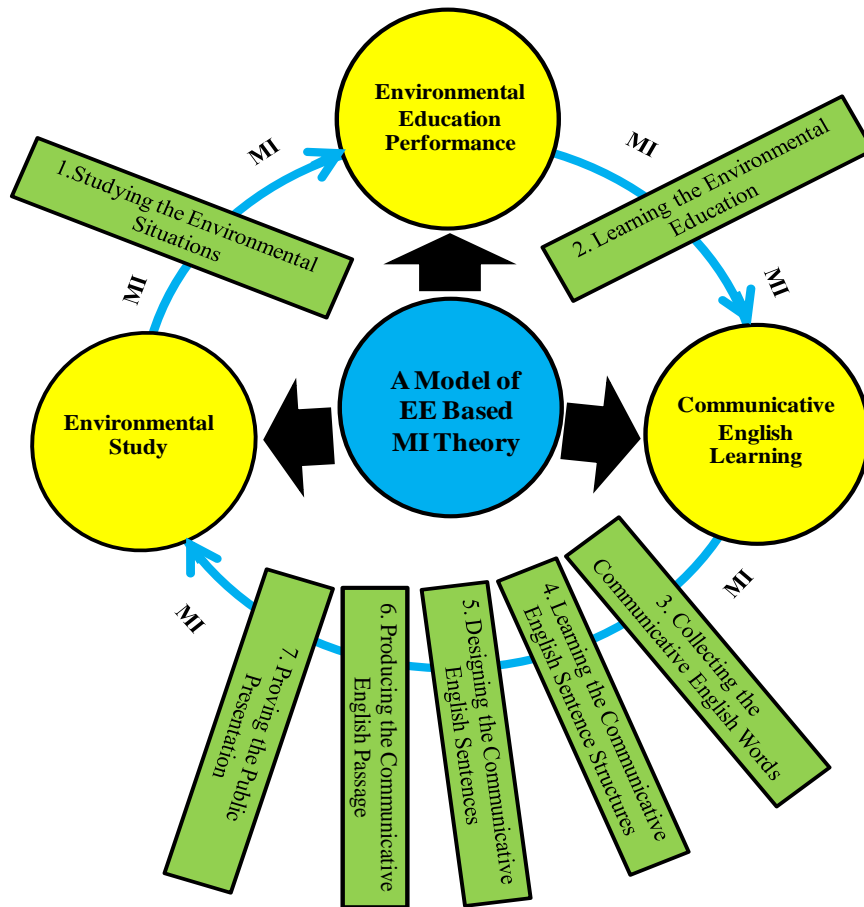 Environmental
Education
Performance
MI
MI
1.Studying the Environmental
Situations
2. Learning the Environmental
Education
MI
MI
A Model of
EE Based
MI Theory
Environmental
Study
Communicative
English
Learning
MI
MI
3. Collecting the
Communicative English Words
4. Learning the Communicative
English Sentence Structures
5. Designing the Communicative
English Sentences
6. Producing the Communicative
English Passage
7. Proving the Public
Presentation